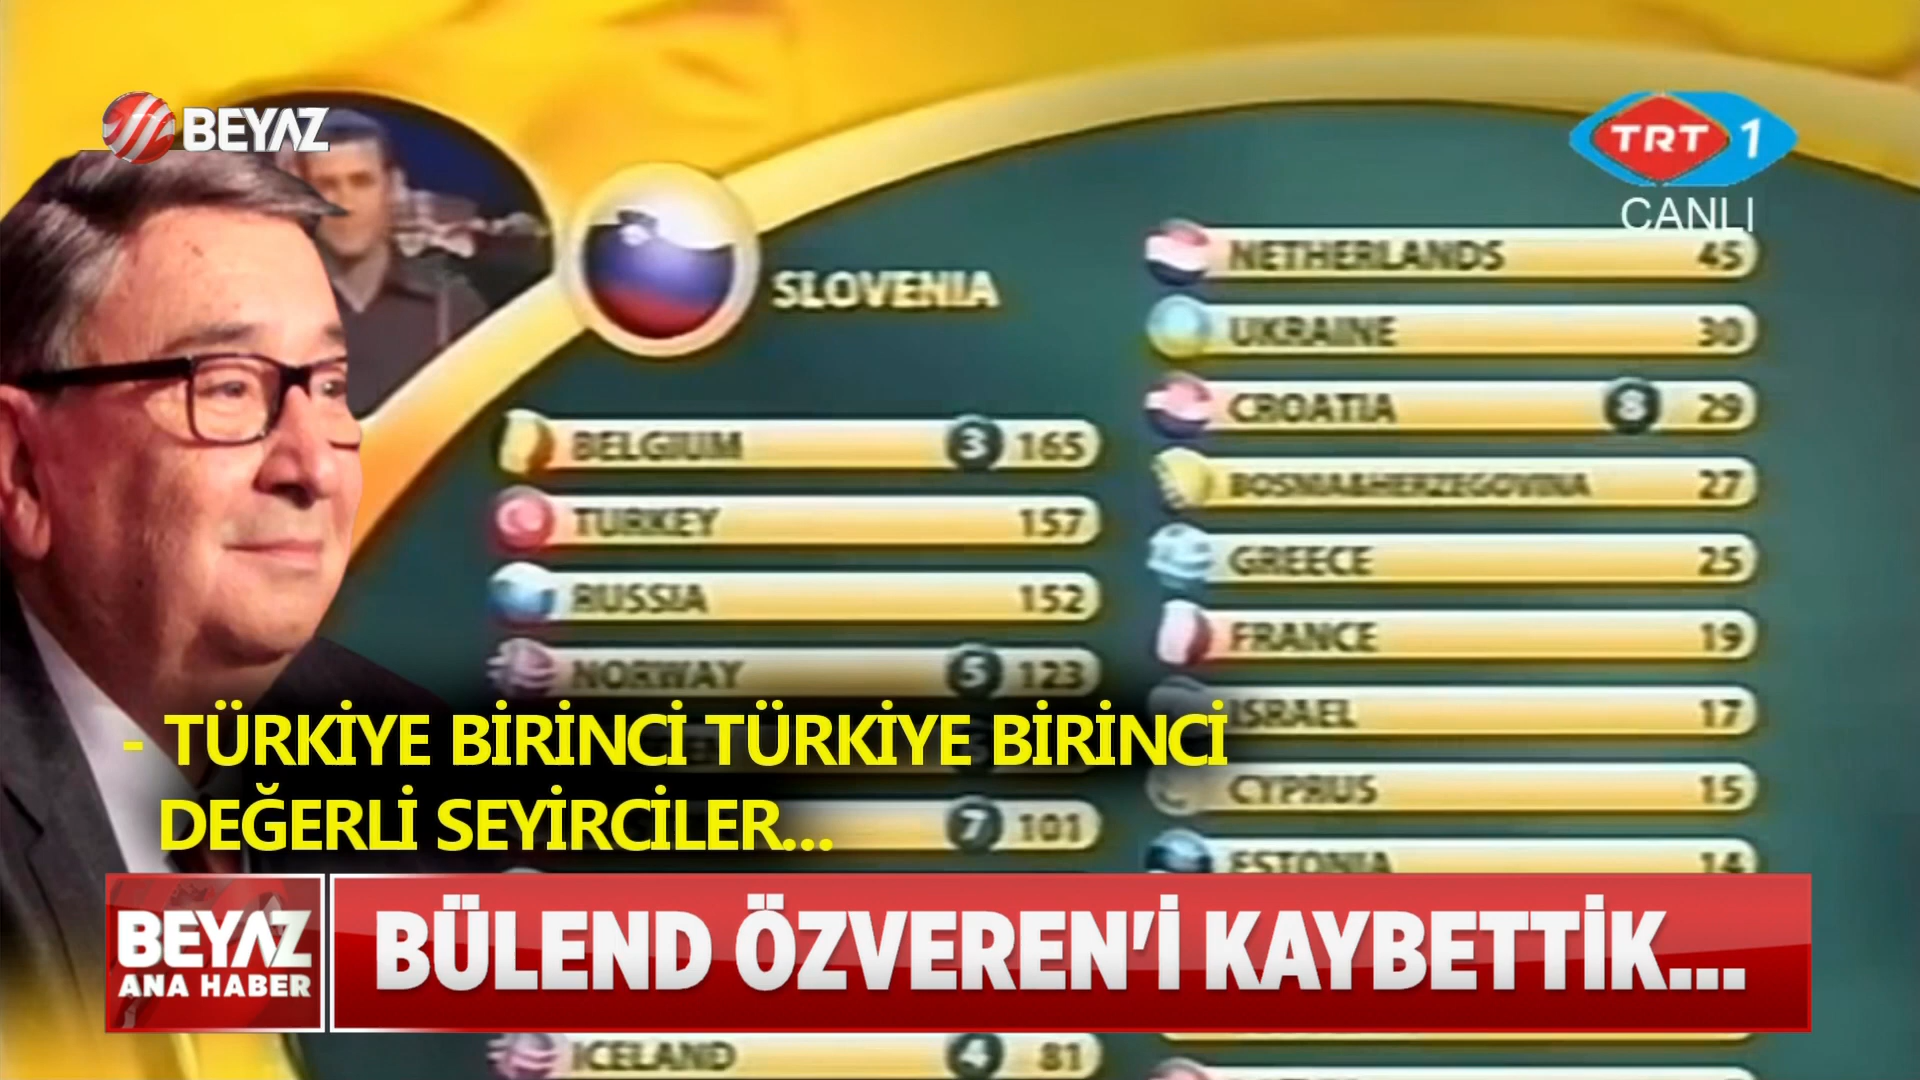 BEYAZ
TRT 1
CANLI
SLOVENIA
BELGIUM 3 165
TURKEY 157
RUSSIA 152
NORWAY 5 123
7 101
ICELAND 4 81
NETHERLANDS 45
UKRAINE 30
CROATIA 8 29
BOSNIA&HERZEGOVINA 27
GREECE 25
FRANCE 19
ISRAEL 17
CYPRUS 15
ESTONIA 14
- TÜRKİYE BİRİNCİ TÜRKİYE BİRİNCİ
DEĞERLİ SEYİRCİLER...
BEYAZ
ANA HABER
BÜLEND ÖZVEREN'İ KAYBETTİK...